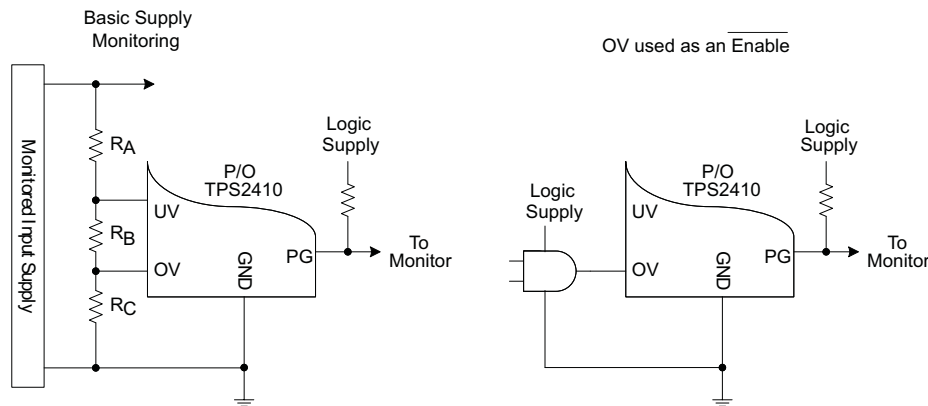 Basic Supply
Monitoring
Monitored Input Supply
RA
RB
RC
Logic
Supply
P/O
TPS2410
UV
OV
GND
PG
To
Monitor
OV used as an Enable
Logic
Supply
Logic
Supply
P/O
TPS2410
UV
OV
GND
PG
To
Monitor